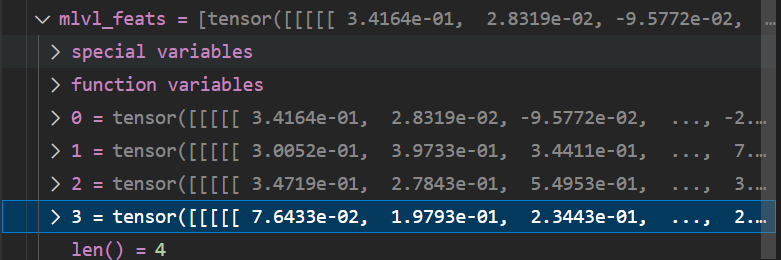 mlvl_feats = [tensor([[[[[ 3.4164e-01,  2.8319e-02, -9.5772e-02, …
special variables
function variables
0 = tensor([[[[[ 3.4164e-01,  2.8319e-02, -9.5772e-02,  ..., -2.…
1 = tensor([[[[[ 3.0052e-01,  3.9733e-01,  3.4411e-01,  ...,  7.…
2 = tensor([[[[[ 3.4719e-01,  2.7843e-01,  5.4953e-01,  ...,  3.…
3 = tensor([[[[[ 7.6433e-02,  1.9793e-01,  2.3443e-01,  ...,  2.…
len() = 4